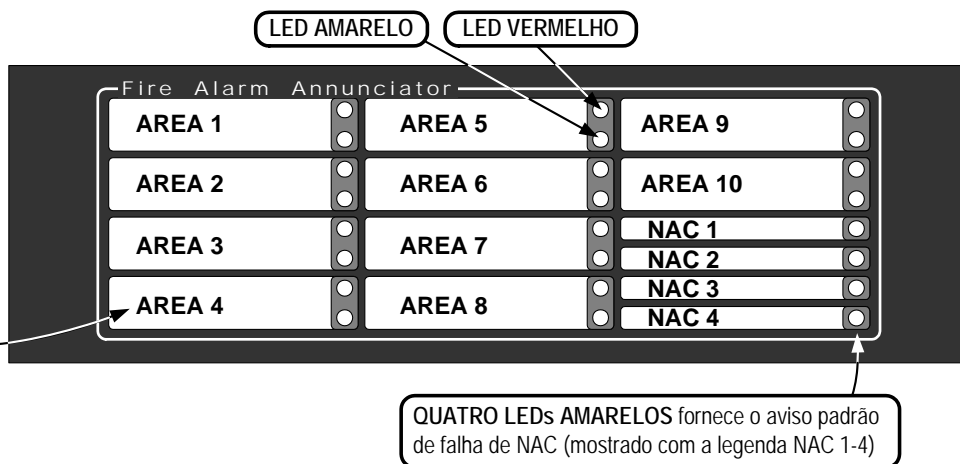 LED AMARELO
LED VERMELHO
Fire Alarm Annunciator
AREA 1
AREA 5
AREA 9
AREA 2
AREA 6
AREA 10
AREA 3
AREA 7
NAC 1
NAC 2
AREA 4
AREA 8
NAC 3
NAC 4
QUATRO LEDs AMARELOS fornece o aviso padrão
de falha de NAC (mostrado com a legenda NAC 1-4)